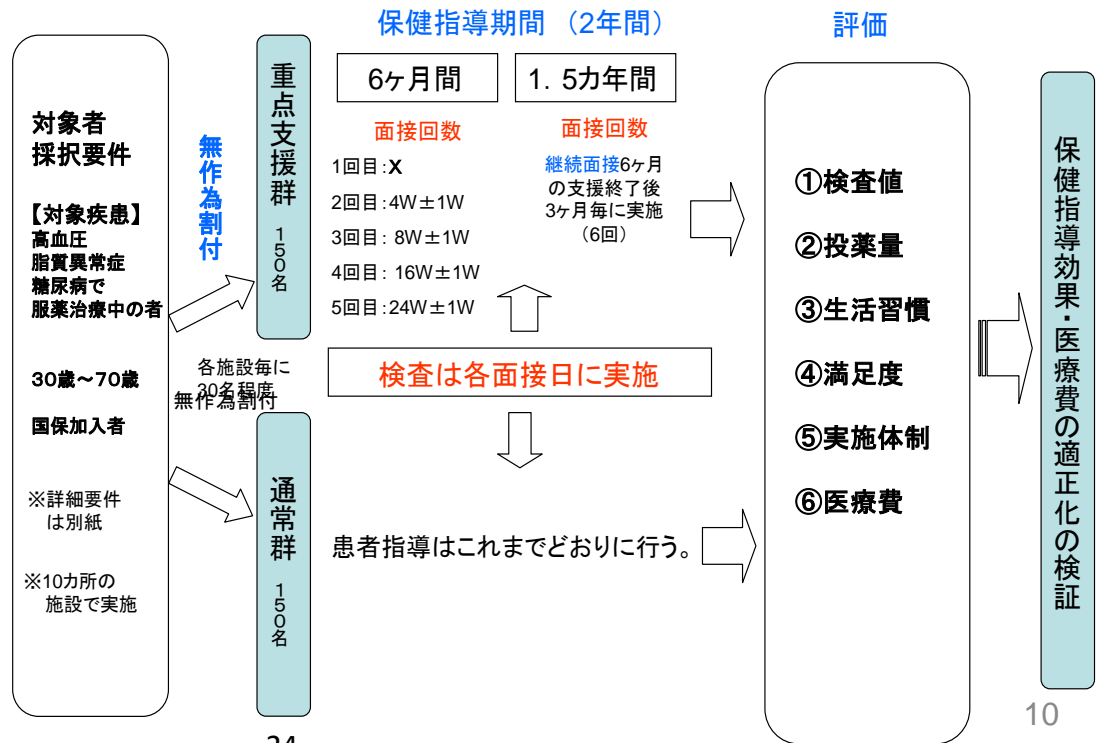 保健指導期間 （2年間）
評価
対象者
採択要件
【対象疾患】
高血圧
脂質異常症
糖尿病で
服薬治療中の者
30歳～70歳
国保加入者
※詳細要件
は別紙
※10カ所の
施設で実施
無作為割付
重点支援群 150名
6ヶ月間
面接回数
1回目：X
2回目：4W±1W
3回目： 8W±1W
4回目： 16W±1W
5回目：24W±1W
1．5カ年間
面接回数
継続面接6ヶ月
の支援終了後
3ヶ月毎に実施
（6回）
各施設毎に
30名程度
無作為割付
検査は各面接日に実施
通常群 150名
患者指導はこれまでどおりに行う。
①検査値
②投薬量
③生活習慣
④満足度
⑤実施体制
⑥医療費
保健指導効果・医療費の適正化の検証
10